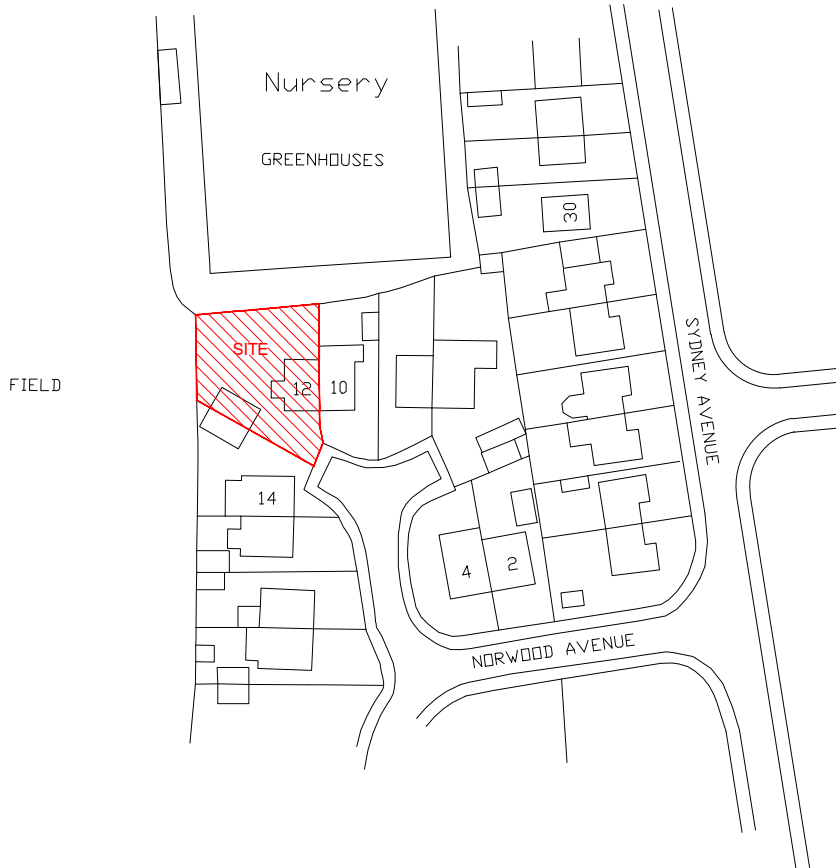 Nursery
GREENHOUSES
30
SITE
SYDNEY AVENUE
FIELD
12
10
14
4
2
NORWOOD AVENUE